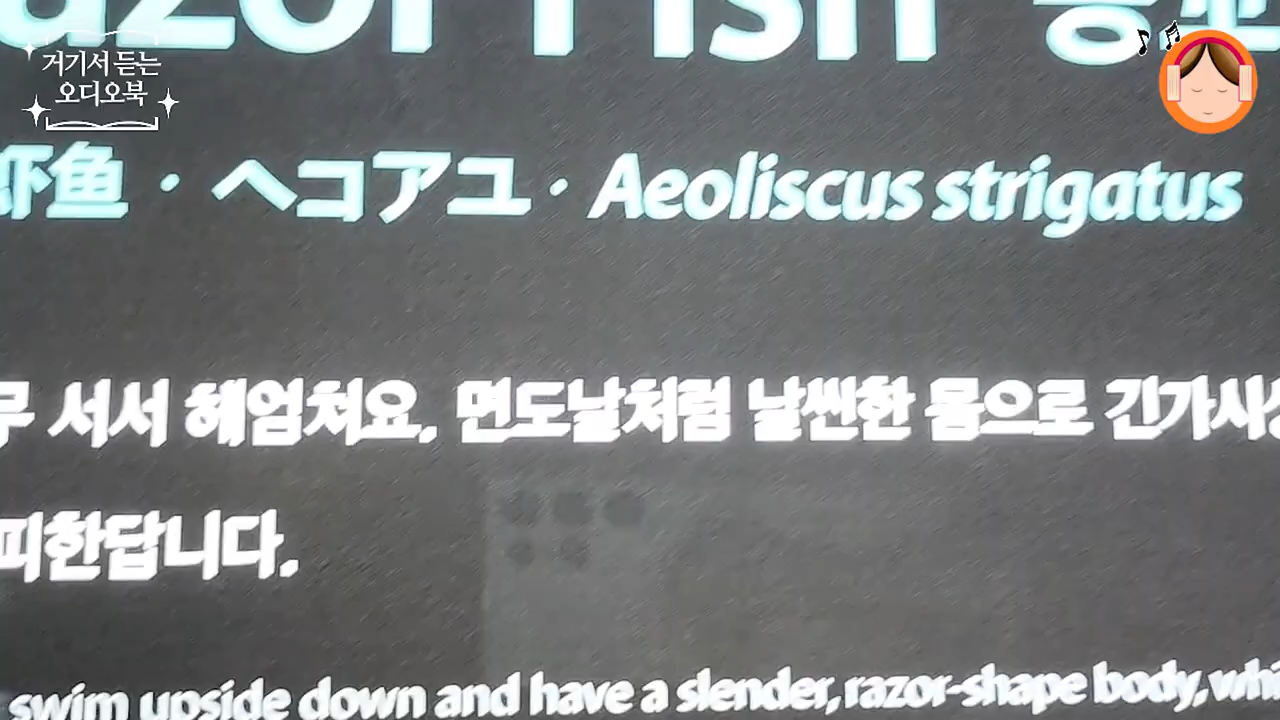 거기서 듣는
오디오북
虾鱼 · ヘコアユ · Aeoliscus strigatus
서서 헤엄쳐요. 면도날처럼 날씬한 몸으로 긴가시
피한답니다.
swim upside down and have a slender, razor-shape body,